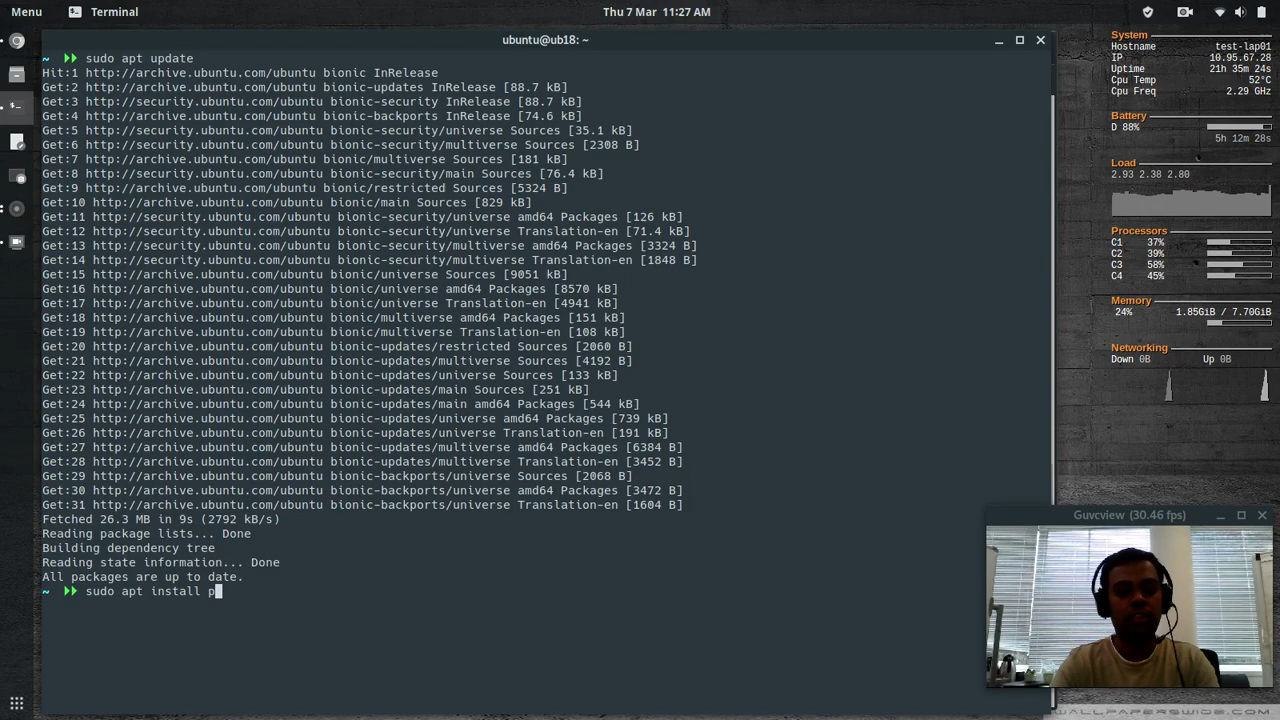 Menu
Terminal
Thu 7 Mar 11:27 AM
ubuntu@ub18: ~
~ sudo apt update
Hit:1 http://archive.ubuntu.com/ubuntu bionic InRelease
Get:2 http://archive.ubuntu.com/ubuntu bionic-updates InRelease [88.7 kB]
Get:3 http://security.ubuntu.com/ubuntu bionic-security InRelease [88.7 kB]
Get:4 http://archive.ubuntu.com/ubuntu bionic-backports InRelease [74.6 kB]
Get:5 http://security.ubuntu.com/ubuntu bionic-security/universe Sources [35.1 kB]
Get:6 http://security.ubuntu.com/ubuntu bionic-security/multiverse Sources [2308 B]
Get:7 http://archive.ubuntu.com/ubuntu bionic/multiverse Sources [181 kB]
Get:8 http://security.ubuntu.com/ubuntu bionic-security/main Sources [76.4 kB]
Get:9 http://archive.ubuntu.com/ubuntu bionic/restricted Sources [5324 B]
Get:10 http://archive.ubuntu.com/ubuntu bionic/main Sources [829 kB]
Get:11 http://security.ubuntu.com/ubuntu bionic-security/universe amd64 Packages [126 kB]
Get:12 http://security.ubuntu.com/ubuntu bionic-security/universe Translation-en [71.4 kB]
Get:13 http://security.ubuntu.com/ubuntu bionic-security/multiverse amd64 Packages [3324 B]
Get:14 http://security.ubuntu.com/ubuntu bionic-security/multiverse Translation-en [1848 B]
Get:15 http://archive.ubuntu.com/ubuntu bionic/universe Sources [9051 kB]
Get:16 http://archive.ubuntu.com/ubuntu bionic/universe amd64 Packages [8570 kB]
Get:17 http://archive.ubuntu.com/ubuntu bionic/universe Translation-en [4941 kB]
Get:18 http://archive.ubuntu.com/ubuntu bionic/multiverse amd64 Packages [151 kB]
Get:19 http://archive.ubuntu.com/ubuntu bionic/multiverse Translation-en [108 kB]
Get:20 http://archive.ubuntu.com/ubuntu bionic-updates/restricted Sources [2060 B]
Get:21 http://archive.ubuntu.com/ubuntu bionic-updates/multiverse Sources [4192 B]
Get:22 http://archive.ubuntu.com/ubuntu bionic-updates/universe Sources [133 kB]
Get:23 http://archive.ubuntu.com/ubuntu bionic-updates/main Sources [251 kB]
Get:24 http://archive.ubuntu.com/ubuntu bionic-updates/main amd64 Packages [544 kB]
Get:25 http://archive.ubuntu.com/ubuntu bionic-updates/universe amd64 Packages [739 kB]
Get:26 http://archive.ubuntu.com/ubuntu bionic-updates/universe Translation-en [191 kB]
Get:27 http://archive.ubuntu.com/ubuntu bionic-updates/multiverse amd64 Packages [6384 B]
Get:28 http://archive.ubuntu.com/ubuntu bionic-updates/multiverse Translation-en [3452 B]
Get:29 http://archive.ubuntu.com/ubuntu bionic-backports/universe Sources [2068 B]
Get:30 http://archive.ubuntu.com/ubuntu bionic-backports/universe amd64 Packages [3472 B]
Get:31 http://archive.ubuntu.com/ubuntu bionic-backports/universe Translation-en [1604 B]
Fetched 26.3 MB in 9s (2792 kB/s)
Reading package lists... Done
Building dependency tree
Reading state information... Done
All packages are up to date.
~ sudo apt install p
System
Hostname test-lap01
IP 10.95.67.28
Uptime 21h 35m 24s
Cpu Temp 52°C
Cpu Freq 2.29 GHz
Battery
D 88%
5h 12m 28s
Load
2.93 2.38 2.80
Processors
C1 37%
C2 39%
C3 58%
C4 45%
Memory
24% 1.85GiB / 7.70GiB
Networking
Down 0B Up 0B
Guvcview (30.46 fps)
WALLPAPERSWIDE.COM